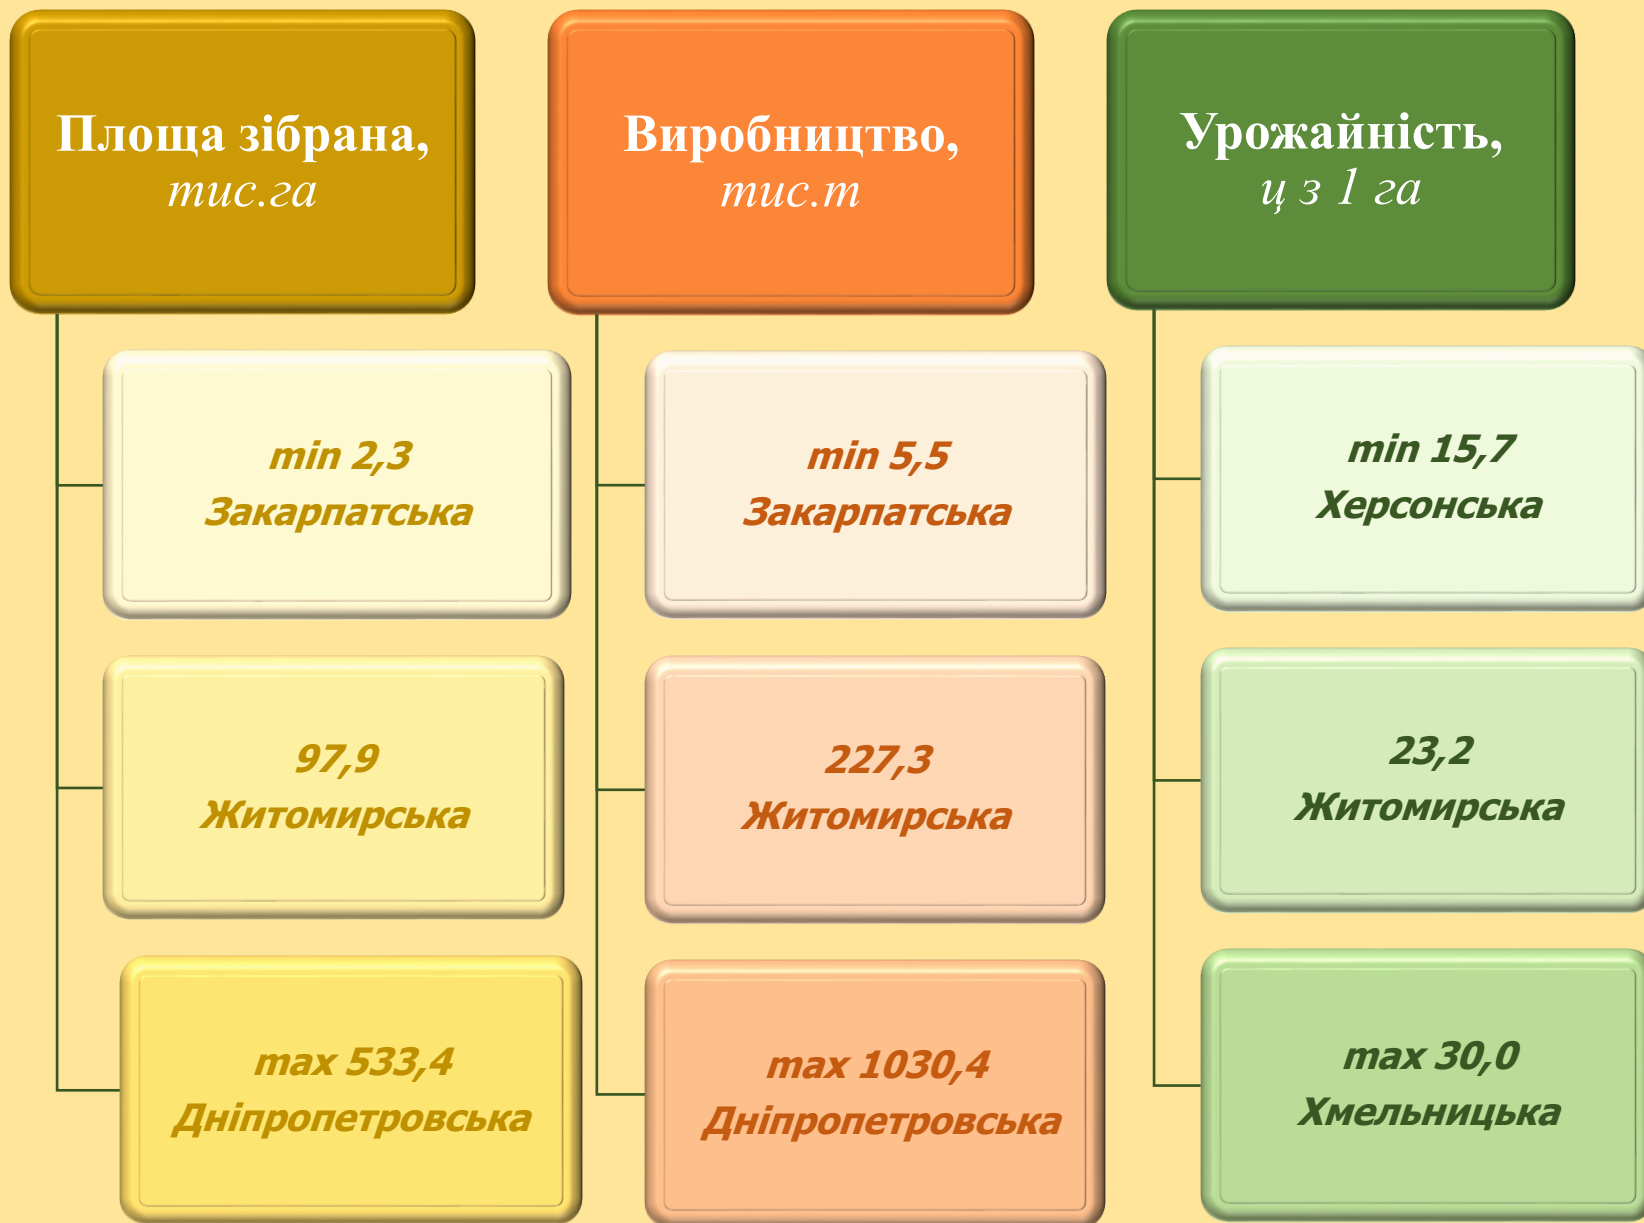 Площа зібрана,
тис.га
min 2,3
Закарпатська
97,9
Житомирська
max 533,4
Дніпропетровська
Виробництво,
тис.т
min 5,5
Закарпатська
227,3
Житомирська
max 1030,4
Дніпропетровська
Урожайність,
ц з 1 га
min 15,7
Херсонська
23,2
Житомирська
max 30,0
Хмельницька